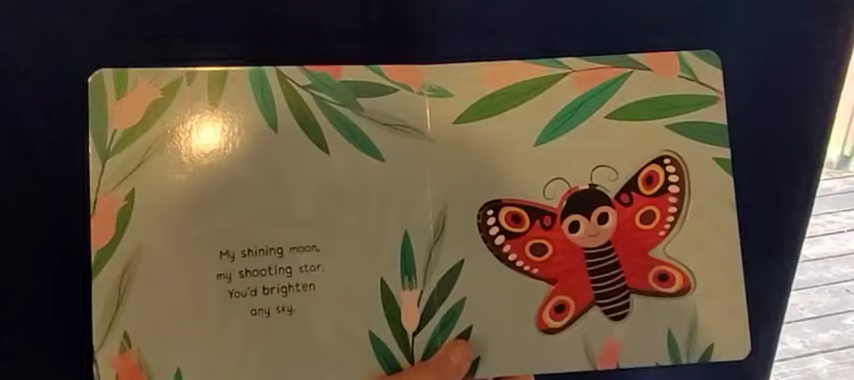 My shining moon,
my shooting star.
You'd brighten
any sky.